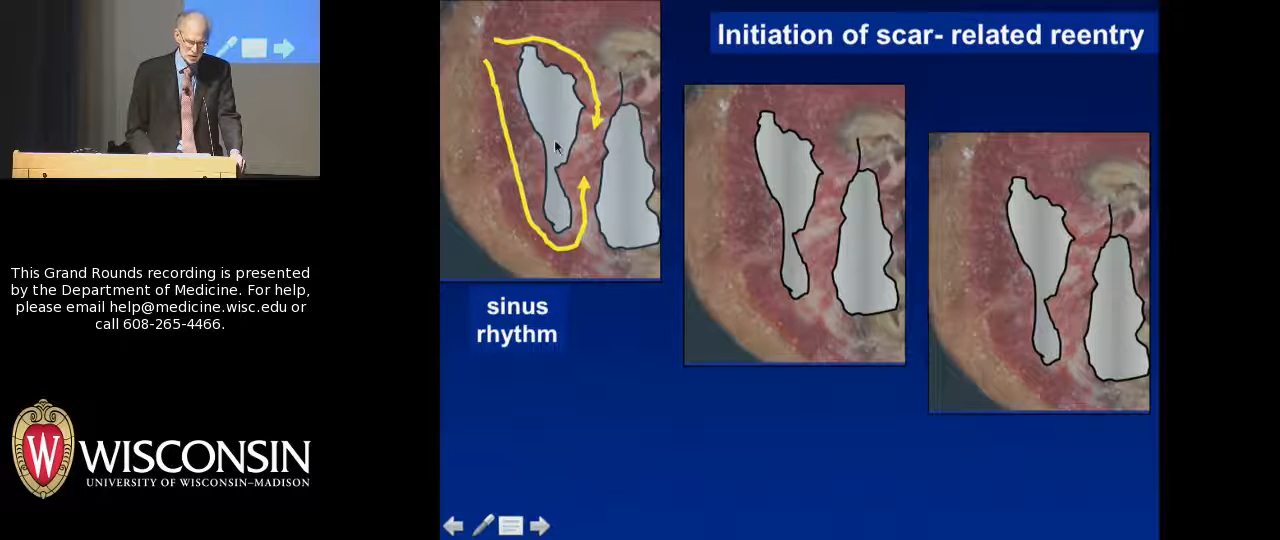 Initiation of scar- related reentry
sinus
rhythm
This Grand Rounds recording is presented
by the Department of Medicine. For help,
please email help@medicine.wisc.edu or
call 608-265-4466.
W
WISCONSIN
UNIVERSITY OF WISCONSIN–MADISON